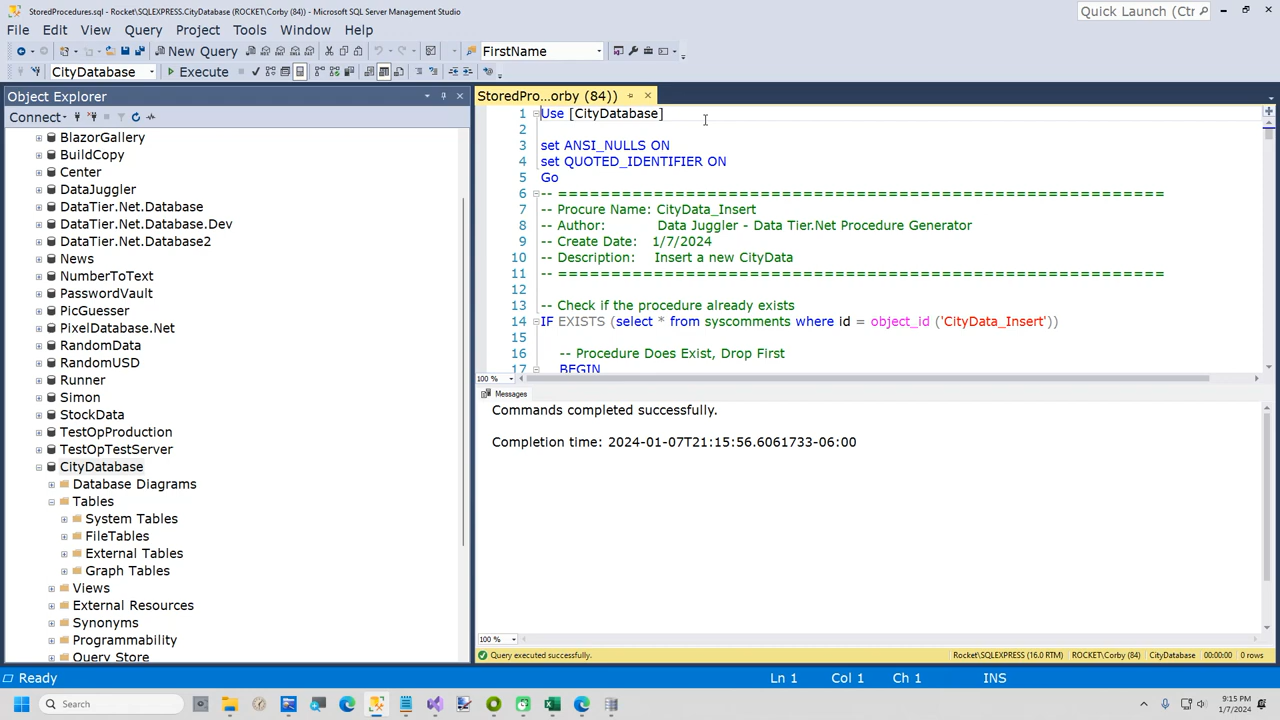 StoredProcedures.sql - Rocket\SQLEXPRESS.CityDatabase (ROCKET\Corby (84)) - Microsoft SQL Server Management Studio
Quick Launch (Ctr
File Edit View Query Project Tools Window Help
New Query
FirstName
CityDatabase
Execute
Object Explorer
Connect
BlazorGallery
BuildCopy
Center
DataJuggler
DataTier.Net.Database
DataTier.Net.Database.Dev
DataTier.Net.Database2
News
NumberToText
PasswordVault
PicGuesser
PixelDatabase.Net
RandomData
RandomUSD
Runner
Simon
StockData
TestOpProduction
TestOpTestServer
CityDatabase
Database Diagrams
Tables
System Tables
FileTables
External Tables
Graph Tables
Views
External Resources
Synonyms
Programmability
Query Store
StoredPro...orby (84))
1 Use [CityDatabase]
2
3 set ANSI_NULLS ON
4 set QUOTED_IDENTIFIER ON
5 Go
6 -- =========================================================
7 -- Procure Name: CityData_Insert
8 -- Author: Data Juggler - Data Tier.Net Procedure Generator
9 -- Create Date: 1/7/2024
10 -- Description: Insert a new CityData
11 -- =========================================================
12
13 -- Check if the procedure already exists
14 IF EXISTS (select * from syscomments where id = object_id ('CityData_Insert'))
15
16 -- Procedure Does Exist, Drop First
17 BEGIN
100 %
Messages
Commands completed successfully.
Completion time: 2024-01-07T21:15:56.6061733-06:00
100 %
Query executed successfully.
Rocket\SQLEXPRESS (16.0 RTM) ROCKET\Corby (84) CityDatabase 00:00:00 0 rows
Ready
Ln 1 Col 1 Ch 1 INS
Search
9:15 PM
1/7/2024